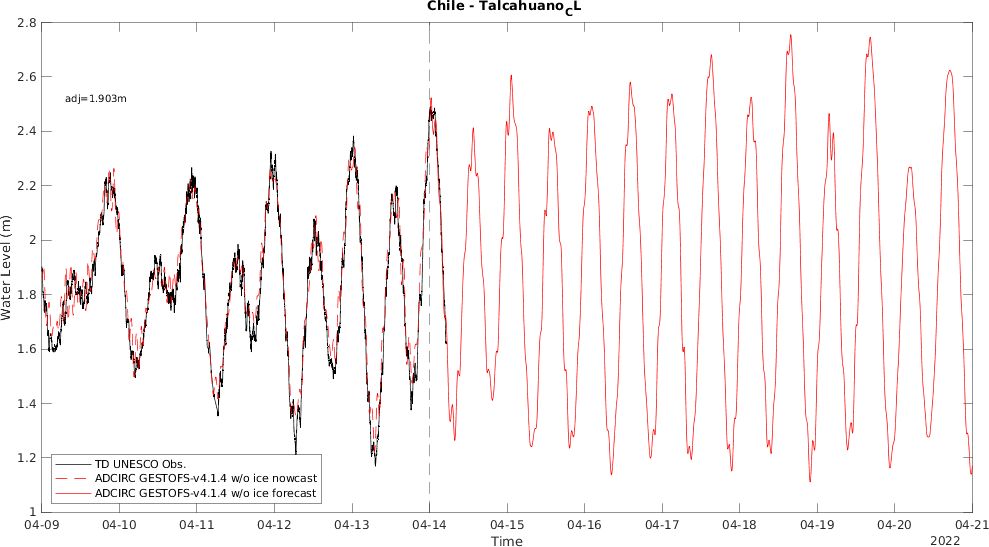 Chile - Talcahuano_CL
2.8
2.6
2.4
2.2
2
1.8
1.6
1.4
1.2
1
Water Level (m)
adj=1.903m
TD UNESCO Obs.
ADCIRC GESTOFS-v4.1.4 w/o ice nowcast
ADCIRC GESTOFS-v4.1.4 w/o ice forecast
04-09 04-10 04-11 04-12 04-13 04-14 04-15 04-16 04-17 04-18 04-19 04-20 04-21
Time
2022